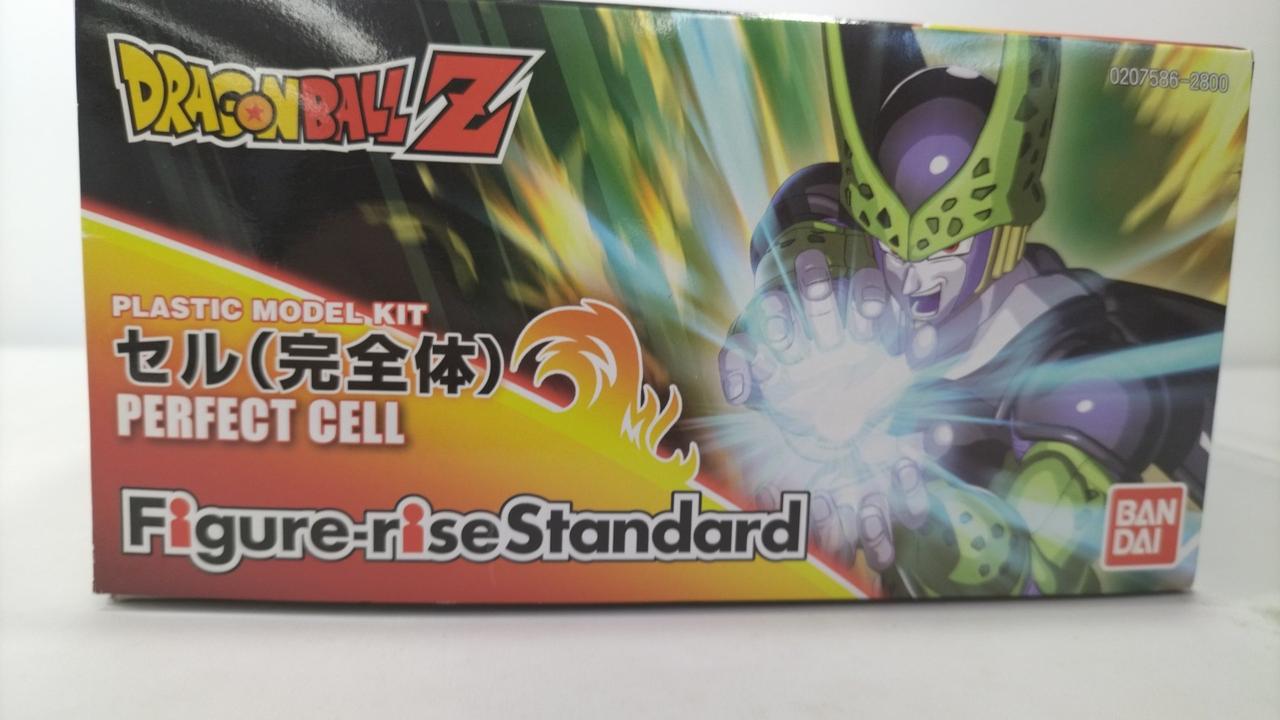 DRAGONBALL Z
0207586-2800
PLASTIC MODEL KIT
セル(完全体)
PERFECT CELL
Figure-riseStandard
BAN
DAI